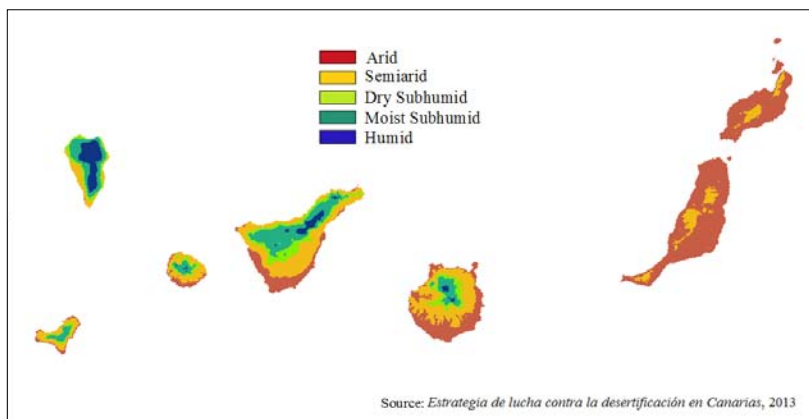 Arid
Semiarid
Dry Subhumid
Moist Subhumid
Humid
Source: Estrategia de lucha contra la desertificación en Canarias, 2013